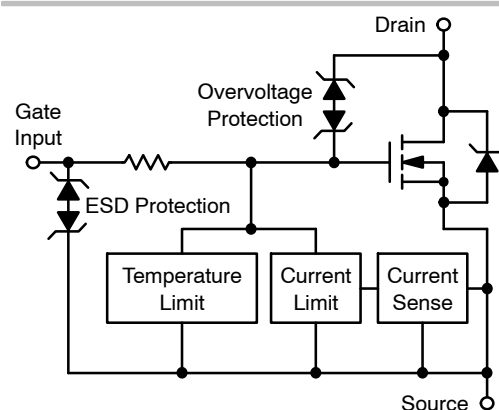 Drain
Overvoltage
Protection
Gate
Input
ESD Protection
Temperature
Limit
Current
Limit
Current
Sense
Source